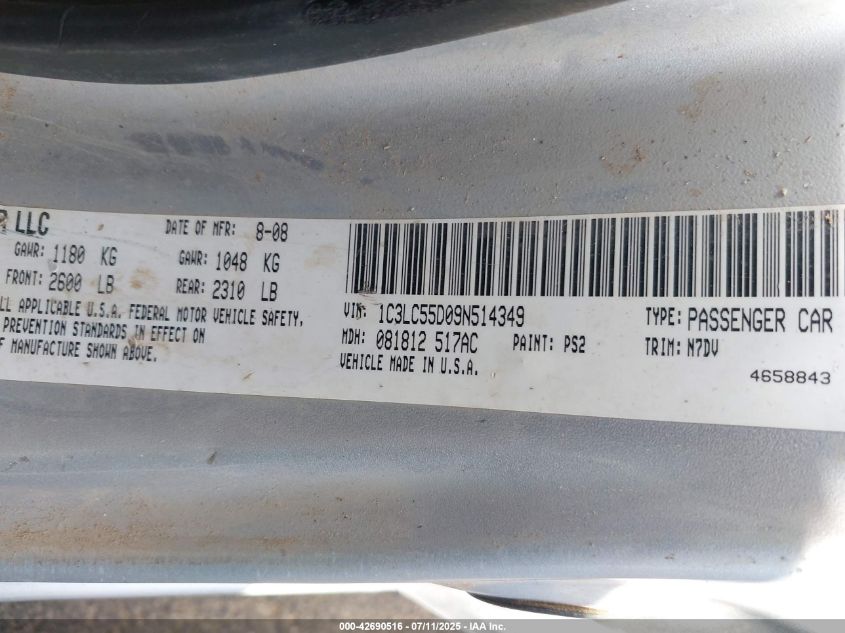 LLC
DATE OF MFR: 8-08
GAWR: 1180 KG
GAWR: 1048 KG
FRONT: 2600 LB
REAR: 2310 LB
ALL APPLICABLE U.S.A. FEDERAL MOTOR VEHICLE SAFETY,
PREVENTION STANDARDS IN EFFECT ON
OF MANUFACTURE SHOWN ABOVE.
VIN: 1C3LC55D09N514349
TYPE: PASSENGER CAR
MDH: 081812 517AC
PAINT: PS2
TRIM: N7DV
VEHICLE MADE IN U.S.A.
4658843
000-42690516 - 07/11/2025 - IAA Inc.